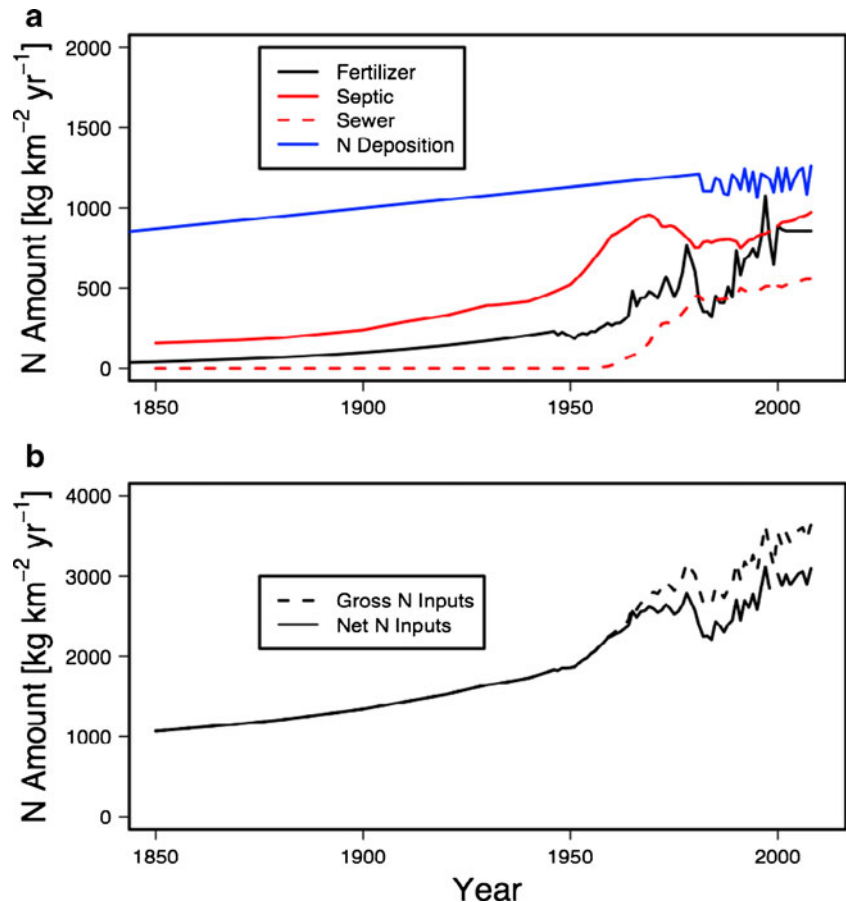 a
N Amount [kg km⁻² yr⁻¹]
2000
1500
1000
500
0
Fertilizer
Septic
Sewer
N Deposition
1850 1900 1950 2000
b
N Amount [kg km⁻² yr⁻¹]
4000
3000
2000
1000
0
Gross N Inputs
Net N Inputs
1850 1900 1950 2000
Year